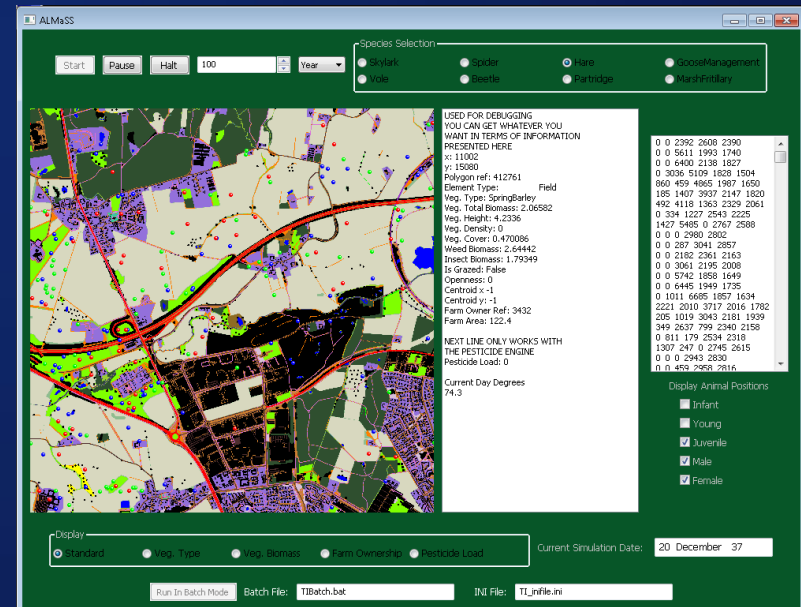 ALMaSS
Start Pause Halt 100 Year
Species Selection
Skylark Spider Hare GooseManagement
Vole Beetle Partridge MarshFritillary
USED FOR DEBUGGING
YOU CAN GET WHATEVER YOU
WANT IN TERMS OF INFORMATION
PRESENTED HERE
x: 11002
y: 15080
Polygon ref: 412761
Element Type: Field
Veg. Type: SpringBarley
Veg. Total Biomass: 2.06582
Veg. Height: 4.2336
Veg. Density: 0
Veg. Cover: 0.470086
Weed Biomass: 2.64442
Insect Biomass: 1.79349
Is Grazed: False
Openness: 0
Centroid x -1
Centroid y: -1
Farm Owner Ref: 3432
Farm Area: 122.4
NEXT LINE ONLY WORKS WITH
THE PESTICIDE ENGINE
Pesticide Load: 0
Current Day Degrees
74.3
0 0 2392 2608 2390
0 0 5611 1993 1740
0 0 6400 2138 1827
0 3036 5109 1828 1504
860 459 4865 1987 1650
185 1407 3937 2147 1820
492 4118 1363 2329 2061
0 334 1227 2543 2225
1427 5485 0 2767 2588
0 0 0 2980 2802
0 0 287 3041 2857
0 0 2182 2361 2163
0 0 3061 2195 2008
0 0 5742 1858 1649
0 0 6445 1949 1735
0 1011 6685 1857 1634
2221 2010 3717 2016 1782
205 1019 3043 2181 1939
349 2637 799 2340 2158
0 811 179 2534 2318
1307 247 0 2745 2615
0 0 0 2943 2830
0 0 459 2958 2816
Display Animal Positions
Infant
Young
Juvenile
Male
Female
Display
Standard Veg. Type Veg. Biomass Farm Ownership Pesticide Load
Current Simulation Date: 20 December 37
Run In Batch Mode Batch File: TIBatch.bat INI File: TI_inifile.ini